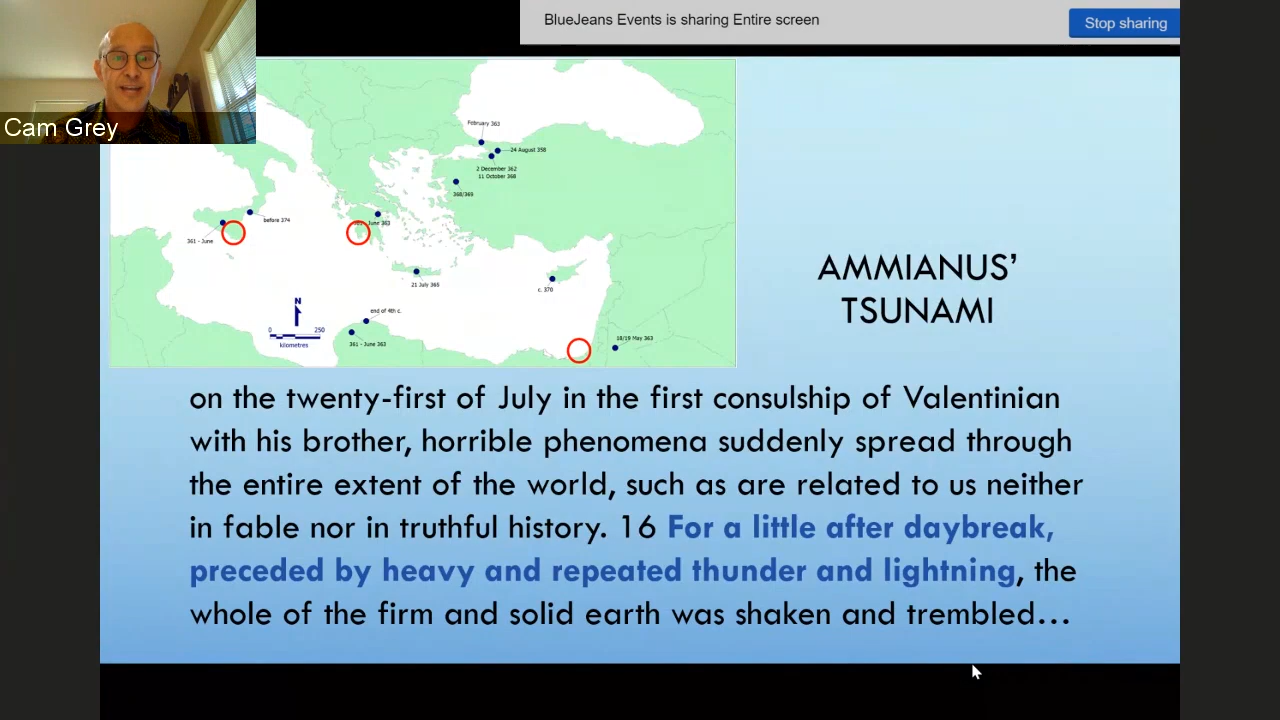 BlueJeans Events is sharing Entire screen
Stop sharing
Cam Grey
February 363
24 August 358
2 December 362
11 October 368
368/369
before 374
361 - June
June 363
21 July 365
c. 370
end of 4th c.
361 - June 363
18/19 May 363
N
0 250
kilometres
AMMIANUS’
TSUNAMI
on the twenty-first of July in the first consulship of Valentinian
with his brother, horrible phenomena suddenly spread through
the entire extent of the world, such as are related to us neither
in fable nor in truthful history. 16 For a little after daybreak,
preceded by heavy and repeated thunder and lightning, the
whole of the firm and solid earth was shaken and trembled…